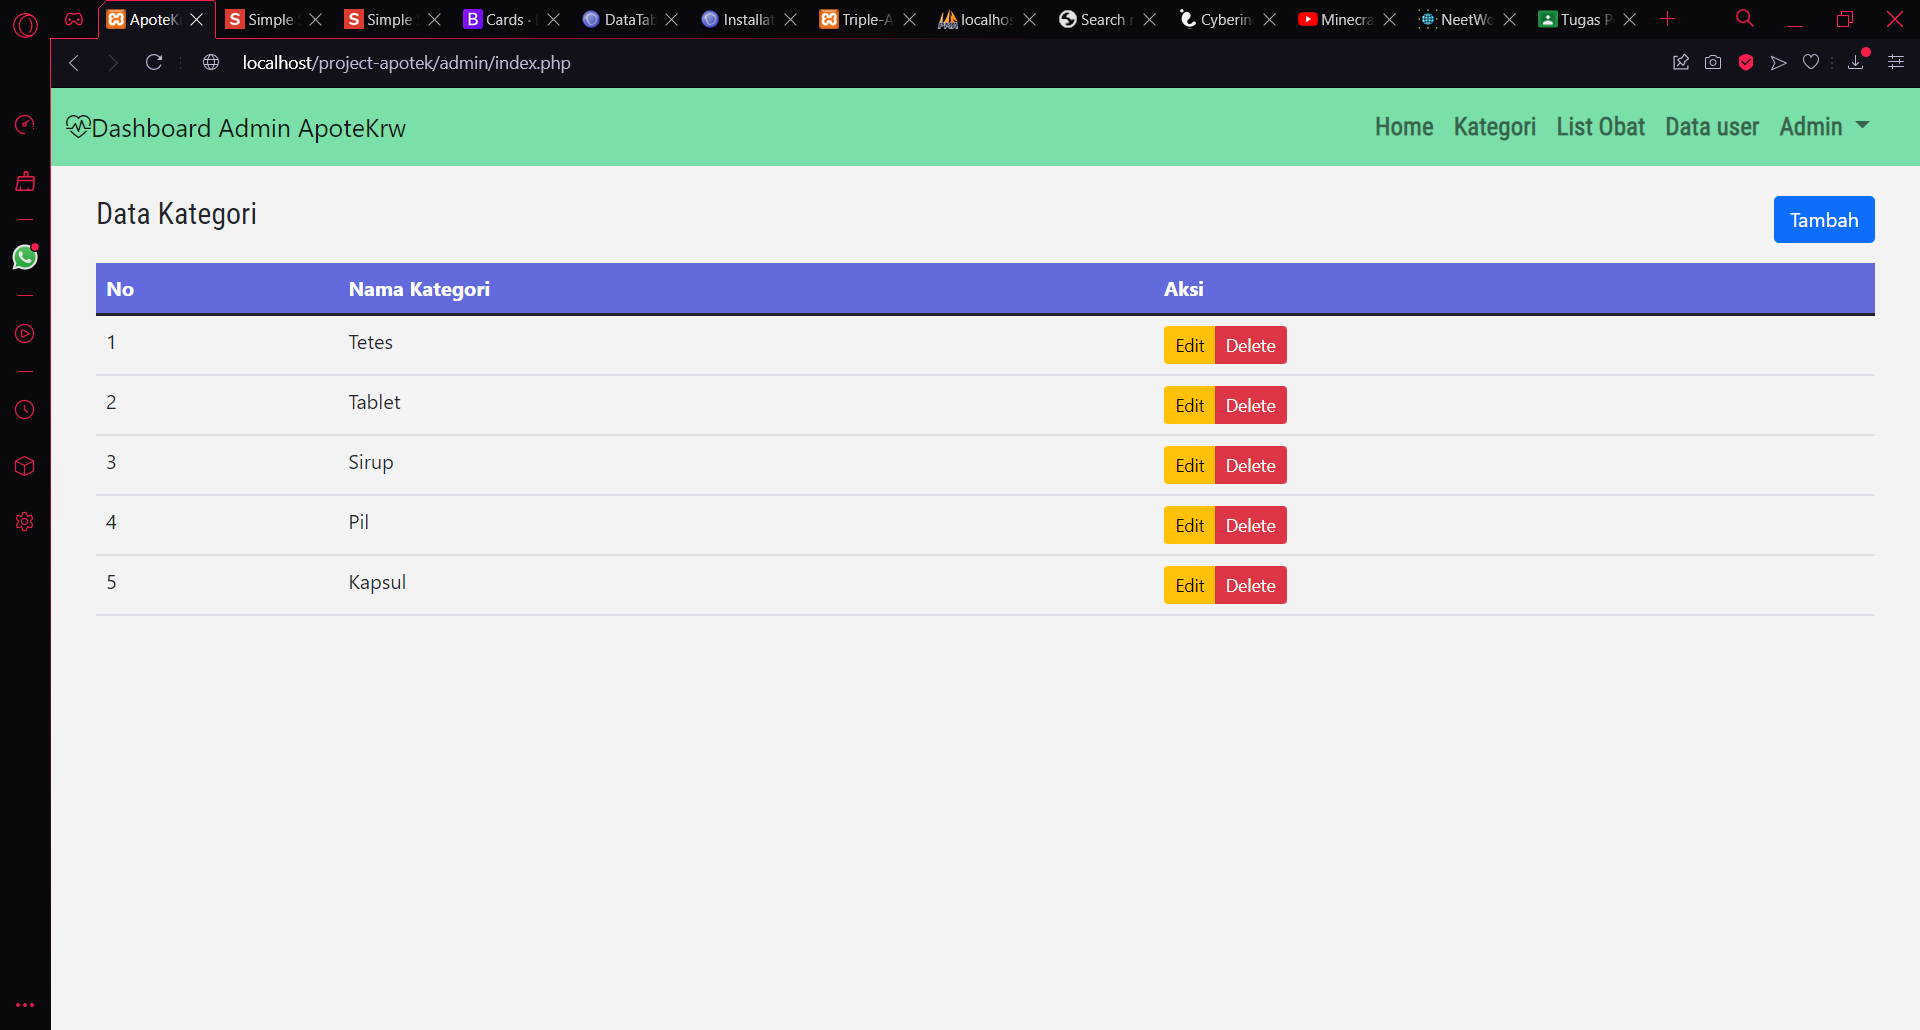 ApoteK
Simple
Simple
Cards ·
DataTab
Installat
Triple-A
localhos
Search r
Cyberin
Minecra
NeetWo
Tugas P
localhost/project-apotek/admin/index.php
Dashboard Admin ApoteKrw
Home Kategori List Obat Data user Admin
Data Kategori
Tambah
No Nama Kategori Aksi
1 Tetes Edit Delete
2 Tablet Edit Delete
3 Sirup Edit Delete
4 Pil Edit Delete
5 Kapsul Edit Delete